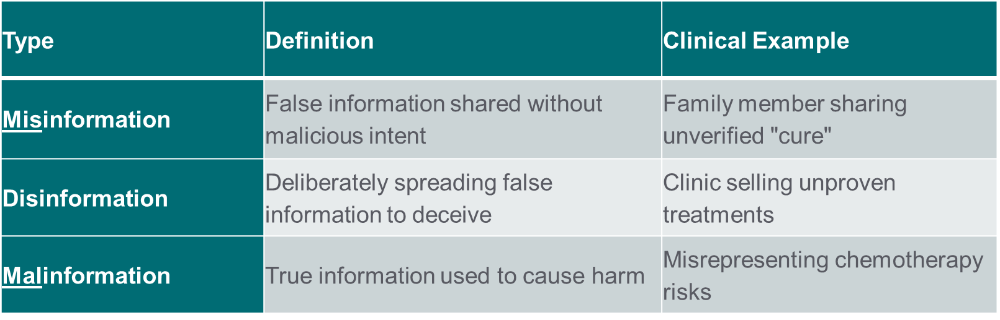 Type
Definition
Clinical Example
Misinformation
False information shared without
malicious intent
Family member sharing
unverified "cure"
Disinformation
Deliberately spreading false
information to deceive
Clinic selling unproven
treatments
Malinformation
True information used to cause harm
Misrepresenting chemotherapy
risks